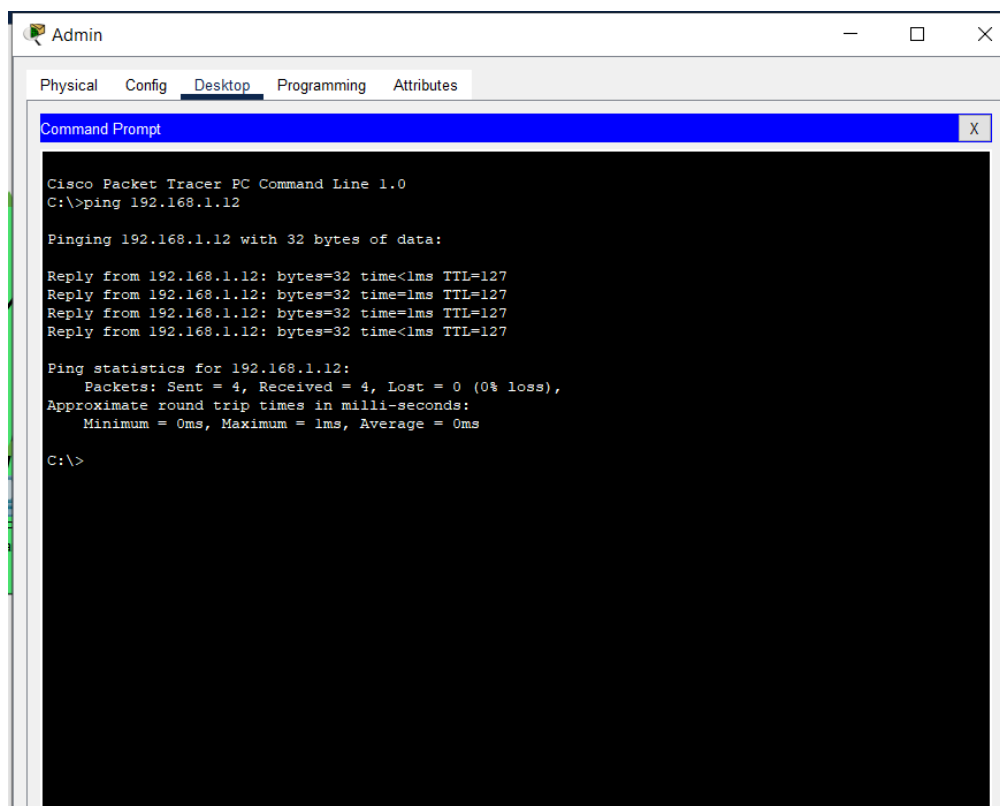 Admin
Physical Config Desktop Programming Attributes
Command Prompt
X
Cisco Packet Tracer PC Command Line 1.0
C:\>ping 192.168.1.12
Pinging 192.168.1.12 with 32 bytes of data:
Reply from 192.168.1.12: bytes=32 time<1ms TTL=127
Reply from 192.168.1.12: bytes=32 time=1ms TTL=127
Reply from 192.168.1.12: bytes=32 time=1ms TTL=127
Reply from 192.168.1.12: bytes=32 time<1ms TTL=127
Ping statistics for 192.168.1.12:
Packets: Sent = 4, Received = 4, Lost = 0 (0% loss),
Approximate round trip times in milli-seconds:
Minimum = 0ms, Maximum = 1ms, Average = 0ms
C:\>